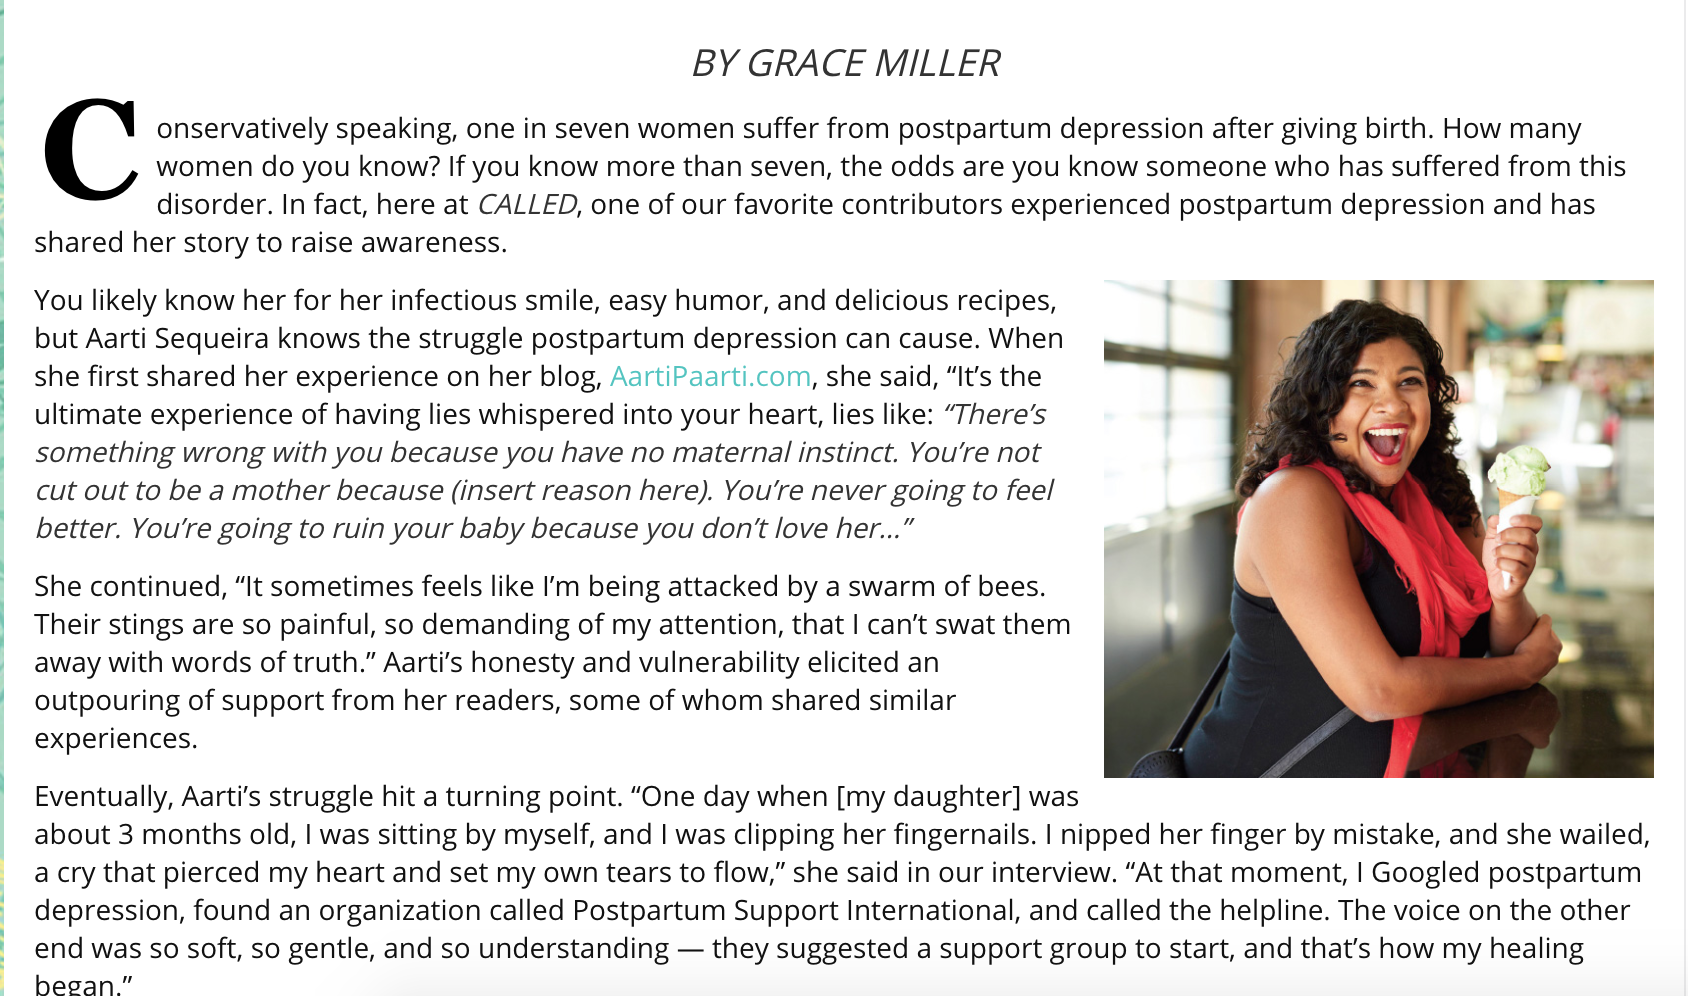 BY GRACE MILLER
Conservatively speaking, one in seven women suffer from postpartum depression after giving birth. How many
women do you know? If you know more than seven, the odds are you know someone who has suffered from this
disorder. In fact, here at CALLED, one of our favorite contributors experienced postpartum depression and has
shared her story to raise awareness.
You likely know her for her infectious smile, easy humor, and delicious recipes,
but Aarti Sequeira knows the struggle postpartum depression can cause. When
she first shared her experience on her blog, AartiPaarti.com, she said, “It’s the
ultimate experience of having lies whispered into your heart, lies like: “There’s
something wrong with you because you have no maternal instinct. You’re not
cut out to be a mother because (insert reason here). You’re never going to feel
better. You’re going to ruin your baby because you don’t love her…”
She continued, “It sometimes feels like I’m being attacked by a swarm of bees.
Their stings are so painful, so demanding of my attention, that I can’t swat them
away with words of truth.” Aarti’s honesty and vulnerability elicited an
outpouring of support from her readers, some of whom shared similar
experiences.
Eventually, Aarti’s struggle hit a turning point. “One day when [my daughter] was
about 3 months old, I was sitting by myself, and I was clipping her fingernails. I nipped her finger by mistake, and she wailed,
a cry that pierced my heart and set my own tears to flow,” she said in our interview. “At that moment, I Googled postpartum
depression, found an organization called Postpartum Support International, and called the helpline. The voice on the other
end was so soft, so gentle, and so understanding — they suggested a support group to start, and that’s how my healing
began.”